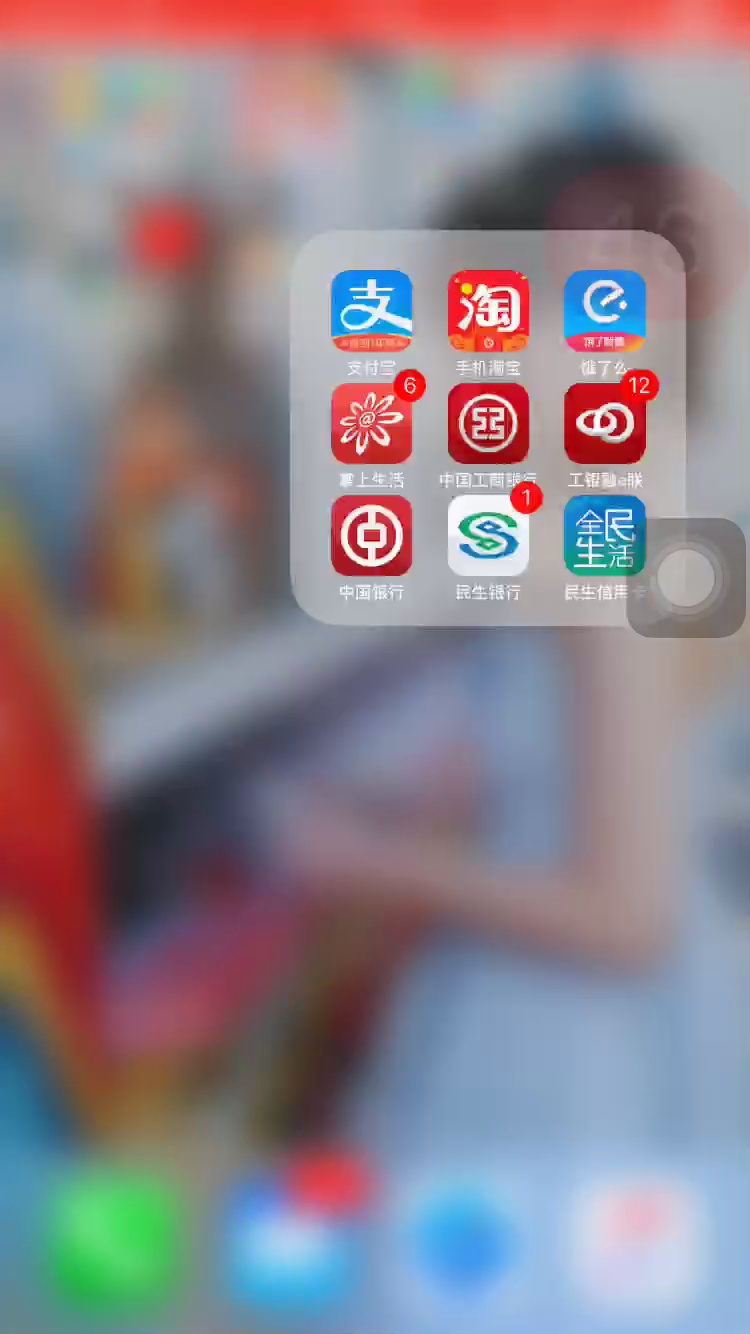 支
淘
支付宝
手机淘宝
饿了么
6
12
@
掌上生活
中国工商银行
工银融e联
1
全民
生活
中国银行
民生银行
民生信用卡